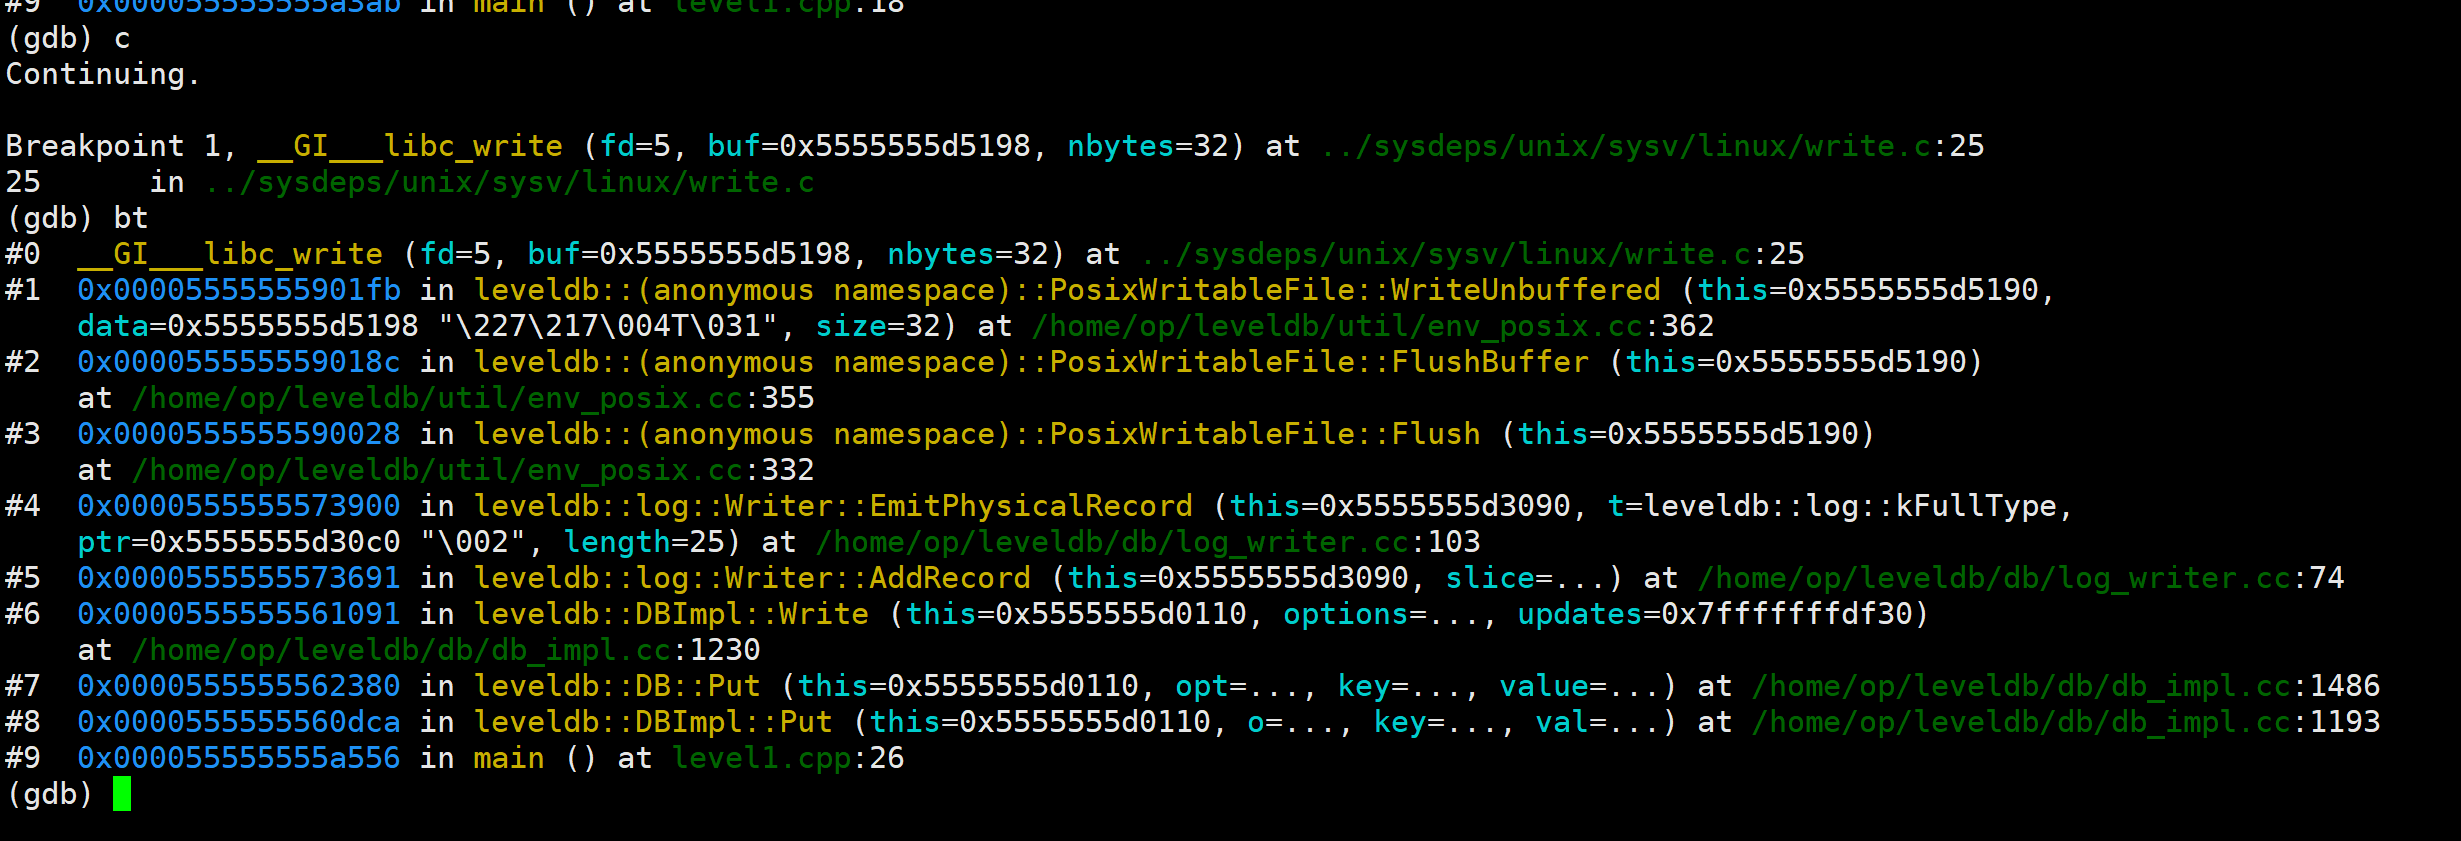 #9  0x000055555555a3ab in main () at level1.cpp:18
(gdb) c
Continuing.
Breakpoint 1, __GI___libc_write (fd=5, buf=0x5555555d5198, nbytes=32) at ../sysdeps/unix/sysv/linux/write.c:25
25      in ../sysdeps/unix/sysv/linux/write.c
(gdb) bt
#0  __GI___libc_write (fd=5, buf=0x5555555d5198, nbytes=32) at ../sysdeps/unix/sysv/linux/write.c:25
#1  0x00005555555901fb in leveldb::(anonymous namespace)::PosixWritableFile::WriteUnbuffered (this=0x5555555d5190,
    data=0x5555555d5198 "\227\217\004T\031", size=32) at /home/op/leveldb/util/env_posix.cc:362
#2  0x000055555559018c in leveldb::(anonymous namespace)::PosixWritableFile::FlushBuffer (this=0x5555555d5190)
    at /home/op/leveldb/util/env_posix.cc:355
#3  0x0000555555590028 in leveldb::(anonymous namespace)::PosixWritableFile::Flush (this=0x5555555d5190)
    at /home/op/leveldb/util/env_posix.cc:332
#4  0x0000555555573900 in leveldb::log::Writer::EmitPhysicalRecord (this=0x5555555d3090, t=leveldb::log::kFullType,
    ptr=0x5555555d30c0 "\002", length=25) at /home/op/leveldb/db/log_writer.cc:103
#5  0x0000555555573691 in leveldb::log::Writer::AddRecord (this=0x5555555d3090, slice=...) at /home/op/leveldb/db/log_writer.cc:74
#6  0x0000555555561091 in leveldb::DBImpl::Write (this=0x5555555d0110, options=..., updates=0x7fffffffdf30)
    at /home/op/leveldb/db/db_impl.cc:1230
#7  0x0000555555562380 in leveldb::DB::Put (this=0x5555555d0110, opt=..., key=..., value=...) at /home/op/leveldb/db/db_impl.cc:1486
#8  0x0000555555560dca in leveldb::DBImpl::Put (this=0x5555555d0110, o=..., key=..., val=...) at /home/op/leveldb/db/db_impl.cc:1193
#9  0x000055555555a556 in main () at level1.cpp:26
(gdb)